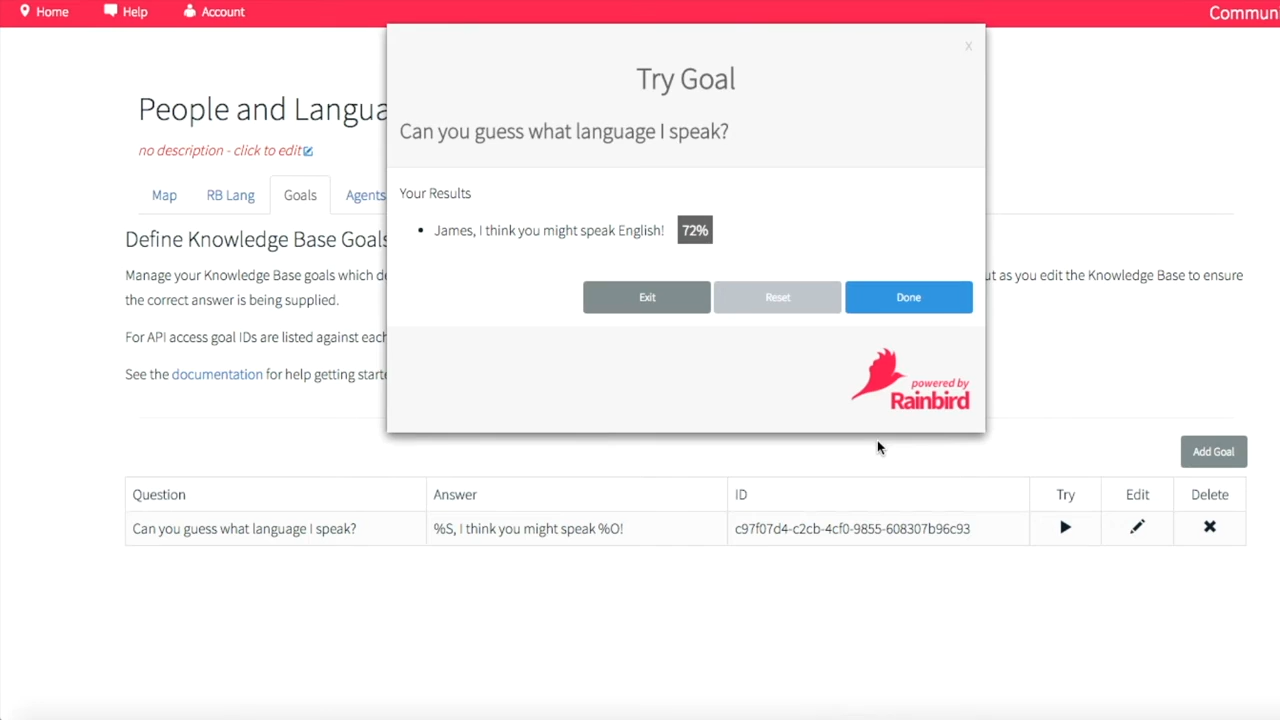 Home Help Account Communi
x
Try Goal
People and Langua
Can you guess what language I speak?
no description - click to edit
Your Results
Map RB Lang Goals Agents
James, I think you might speak English! 72%
Define Knowledge Base Goals
Manage your Knowledge Base goals which de ut as you edit the Knowledge Base to ensure
the correct answer is being supplied.
Exit Reset Done
For API access goal IDs are listed against each
See the documentation for help getting starte
powered by
Rainbird
Add Goal
Question Answer ID Try Edit Delete
Can you guess what language I speak? %S, I think you might speak %O! c97f07d4-c2cb-4cf0-9855-608307b96c93